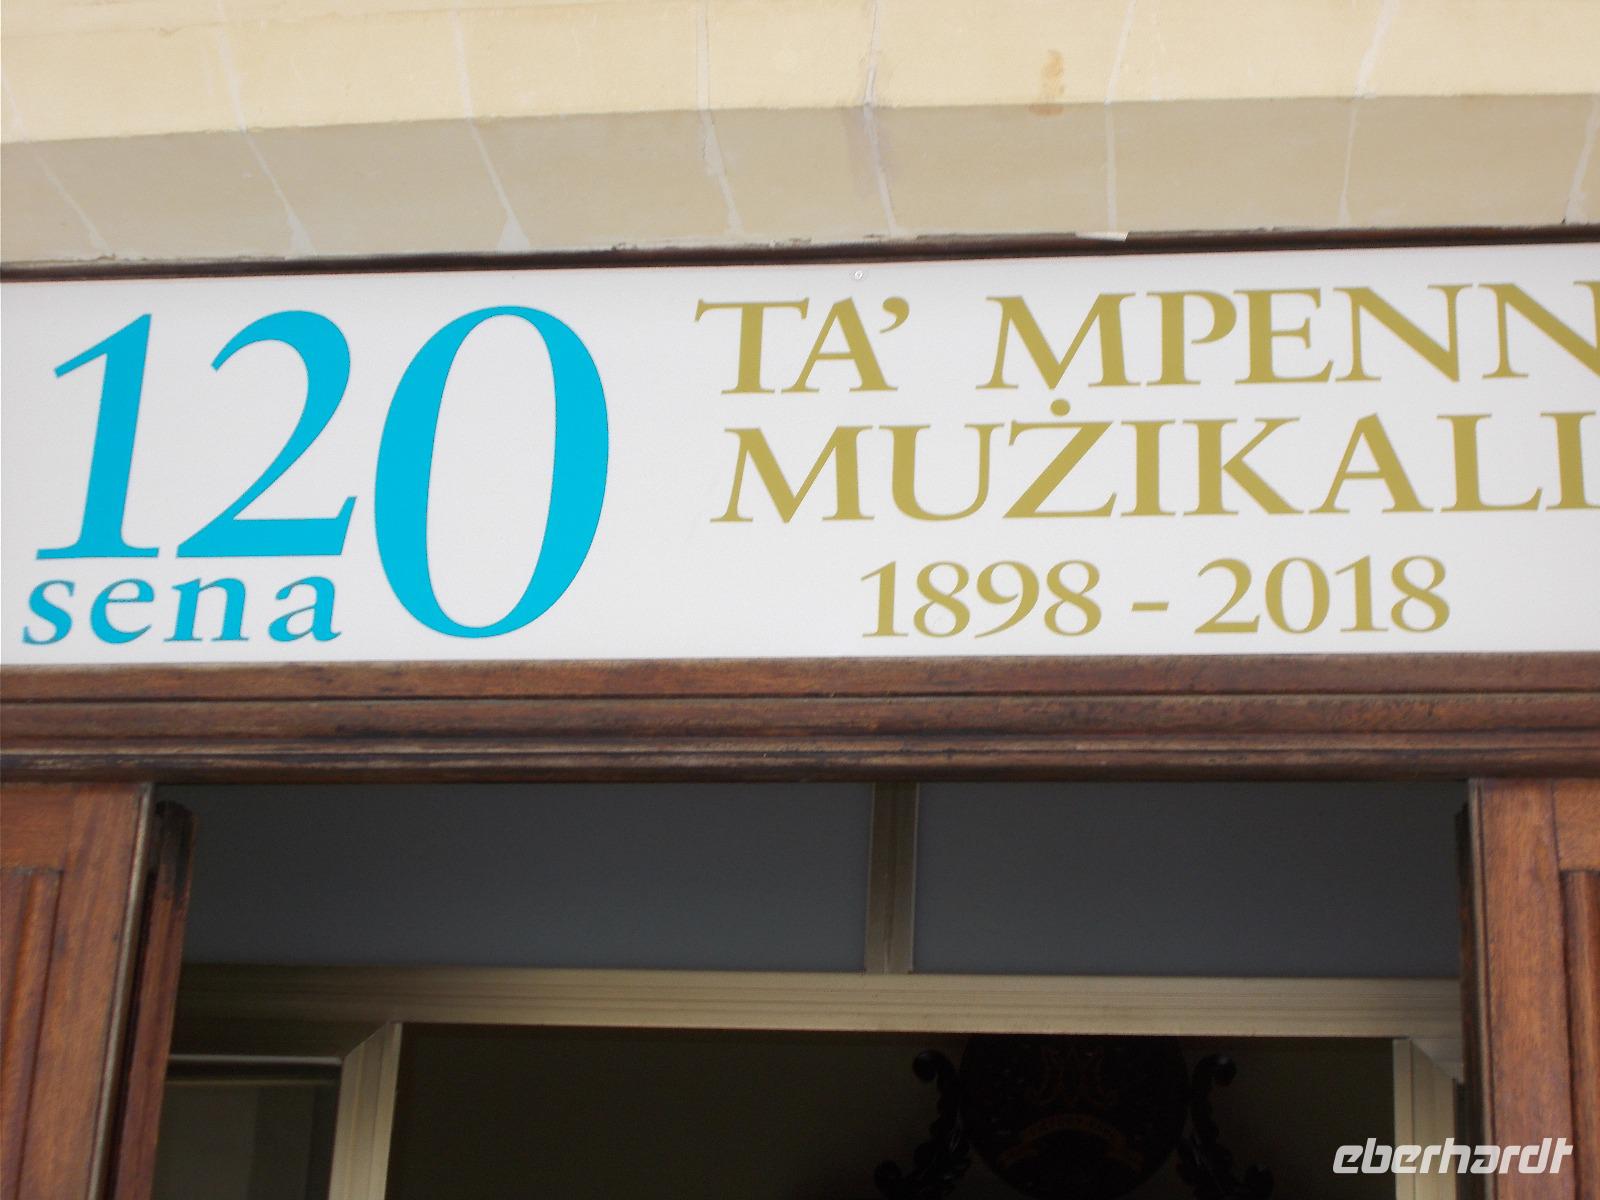 120
sena
TA' MPENN
MUŻIKALI
1898 - 2018
eberhardt